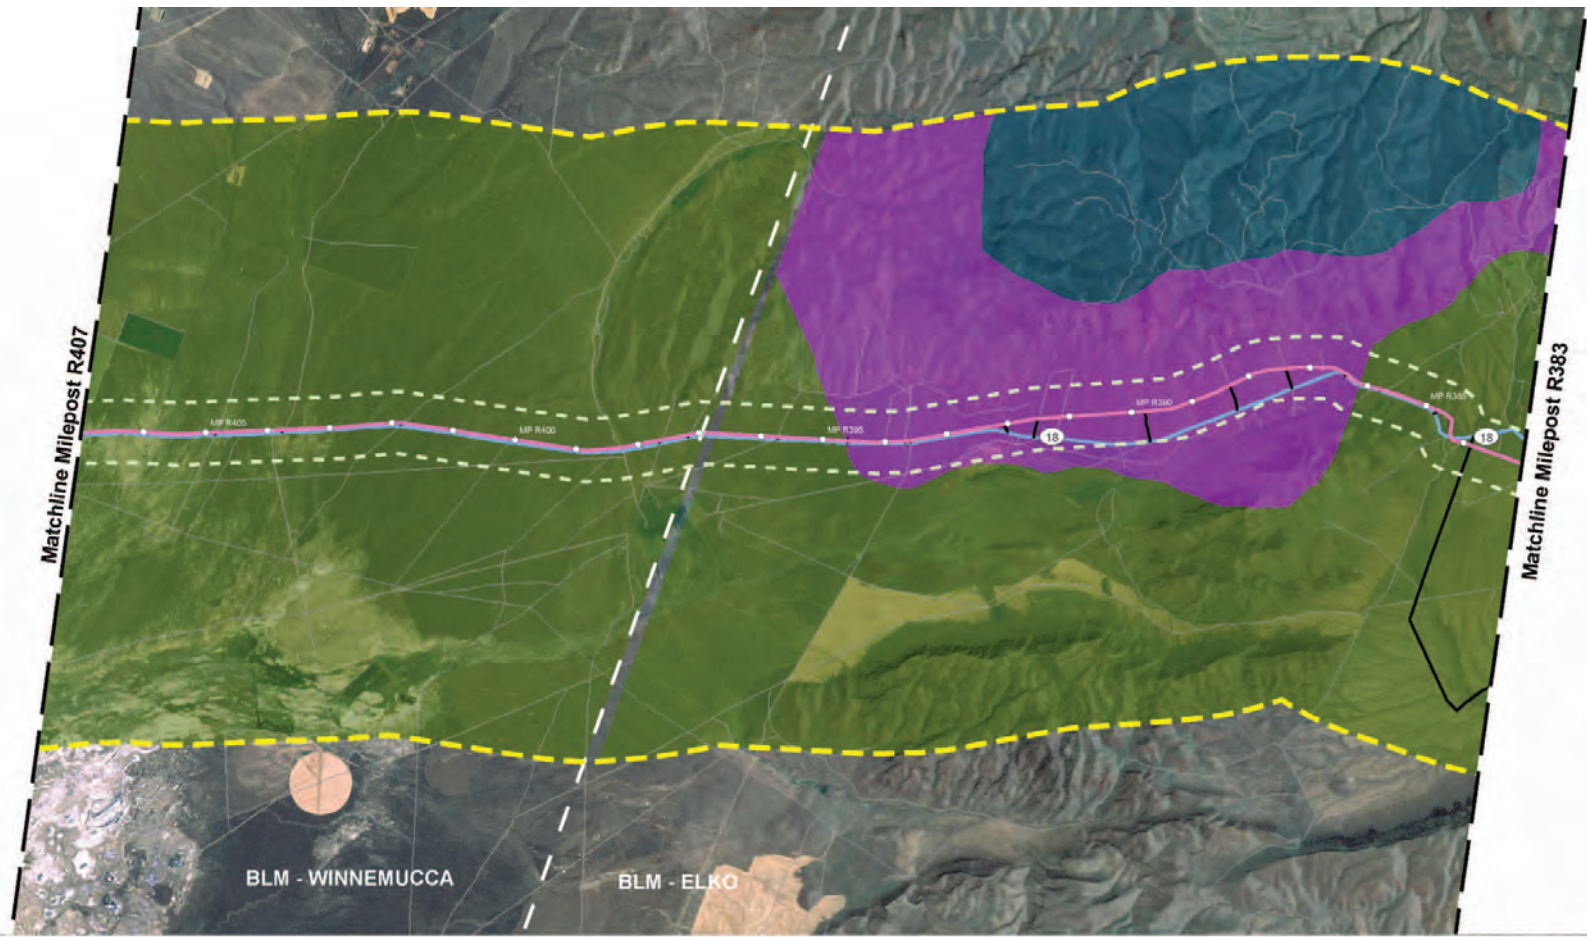 Matchline Milepost R407
MP R405
MP R400
MP R395
MP R390
MP R385
18
18
Matchline Milepost R383
BLM - WINNEMUCCA
BLM - ELKO